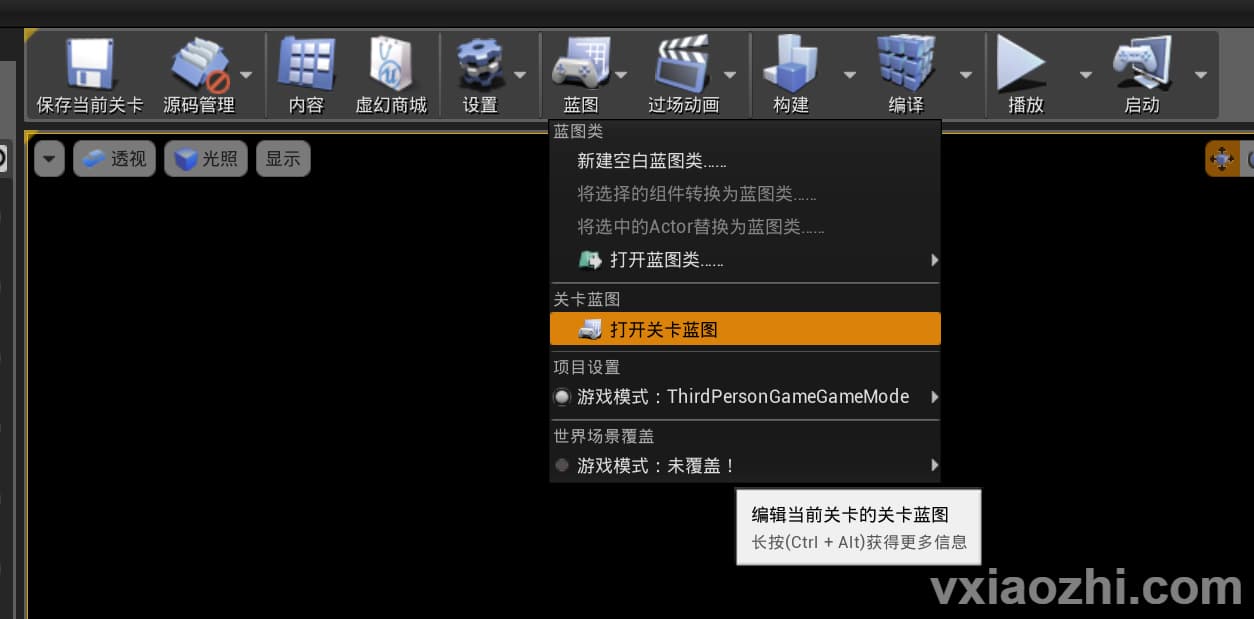 保存当前关卡
源码管理
内容
虚幻商城
设置
蓝图
过场动画
构建
编译
播放
启动
透视
光照
显示
蓝图类
新建空白蓝图类......
将选择的组件转换为蓝图类......
将选中的Actor替换为蓝图类......
打开蓝图类......
关卡蓝图
打开关卡蓝图
项目设置
游戏模式：ThirdPersonGameGameMode
世界场景覆盖
游戏模式：未覆盖！
编辑当前关卡的关卡蓝图
长按(Ctrl + Alt)获得更多信息
vxiaozhi.com